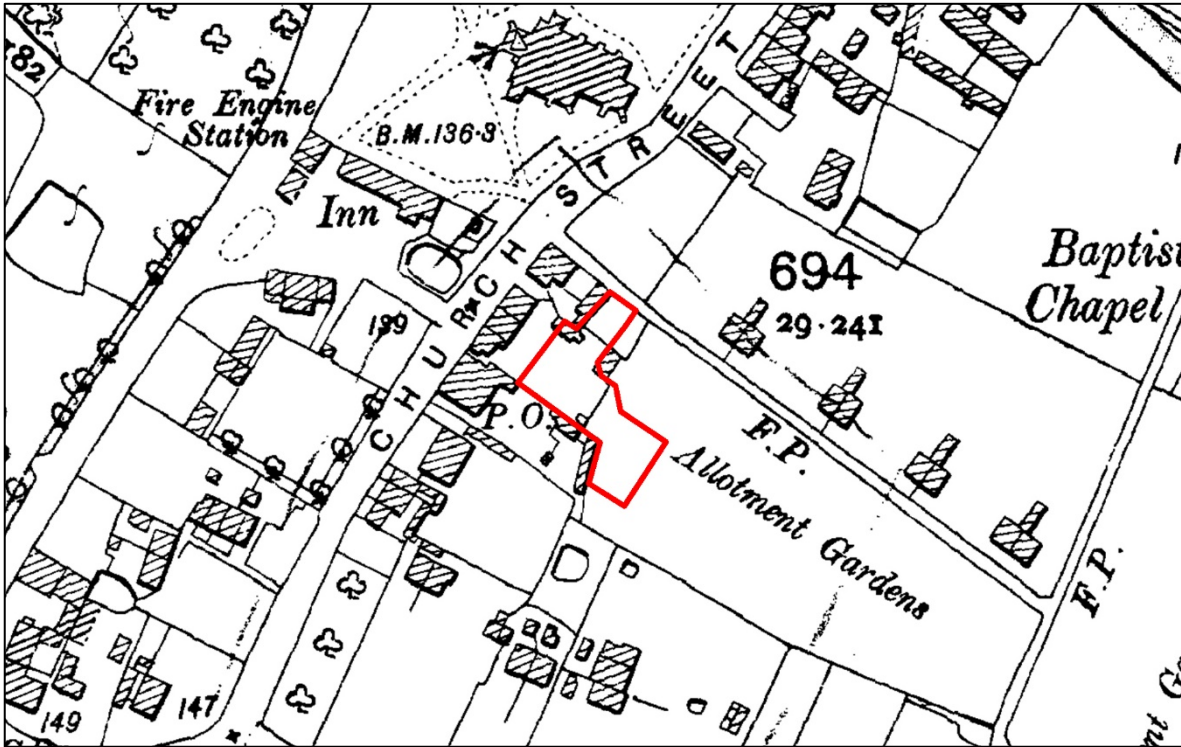 182
Fire Engine
Station
B.M.136·3
Inn
CHURCH STREET
694
29·241
Baptist
Chapel
139
P.O.
F.P.
Allotment Gardens
F.P.
149
147